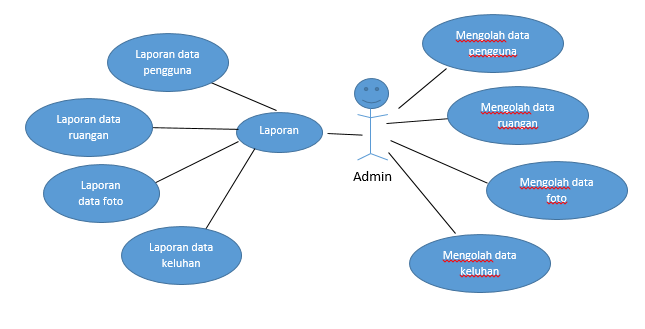 Laporan data
pengguna
Laporan data
ruangan
Laporan
data foto
Laporan data
keluhan
Laporan
Admin
Mengolah data
pengguna
Mengolah data
ruangan
Mengolah data
foto
Mengolah data
keluhan